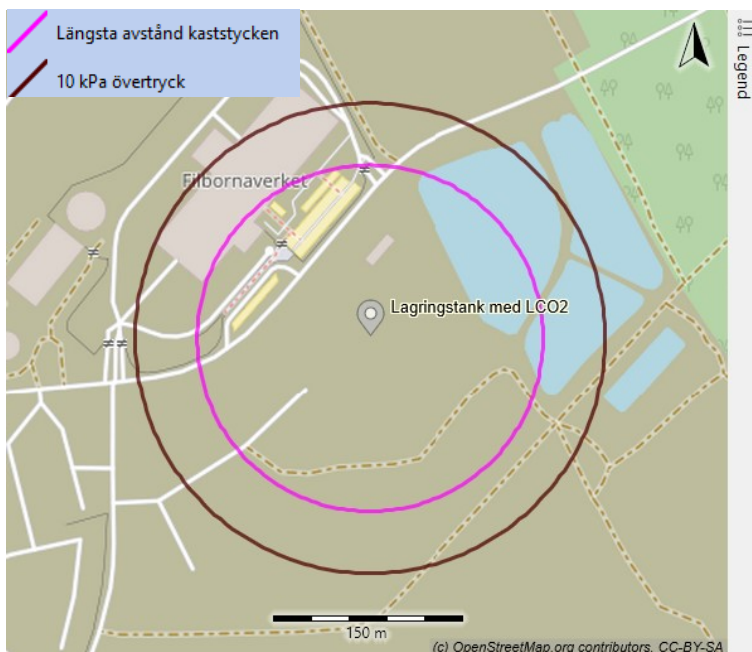 Längsta avstånd kaststycken
10 kPa övertryck
Legend
Filbornaverket
Lagringstank med LCO2
150 m
(c) OpenStreetMap.org contributors, CC-BY-SA